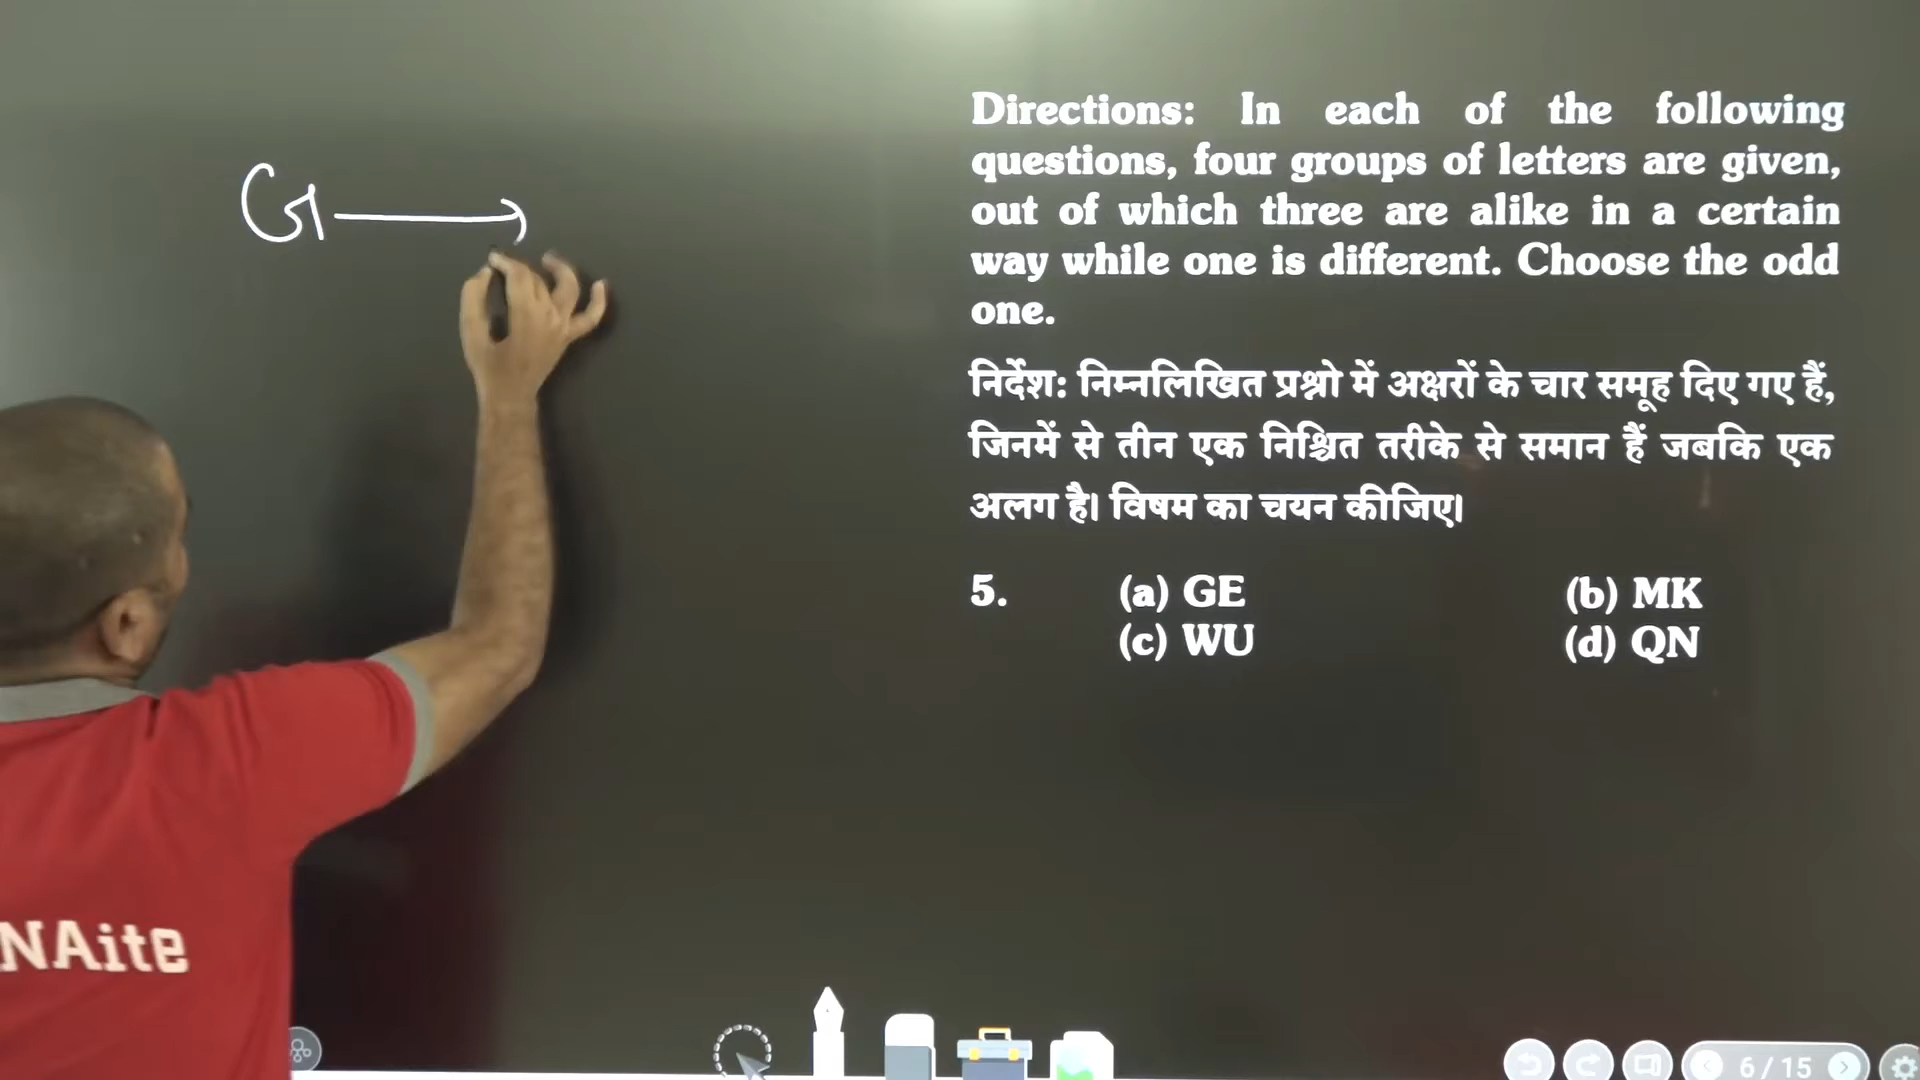 G
Directions: In each of the following
questions, four groups of letters are given,
out of which three are alike in a certain
way while one is different. Choose the odd
one.
निर्देश: निम्नलिखित प्रश्नो में अक्षरों के चार समूह दिए गए हैं,
जिनमें से तीन एक निश्चित तरीके से समान हैं जबकि एक
अलग है। विषम का चयन कीजिए।
5. (a) GE (b) MK
(c) WU (d) QN
NAite
6 / 15